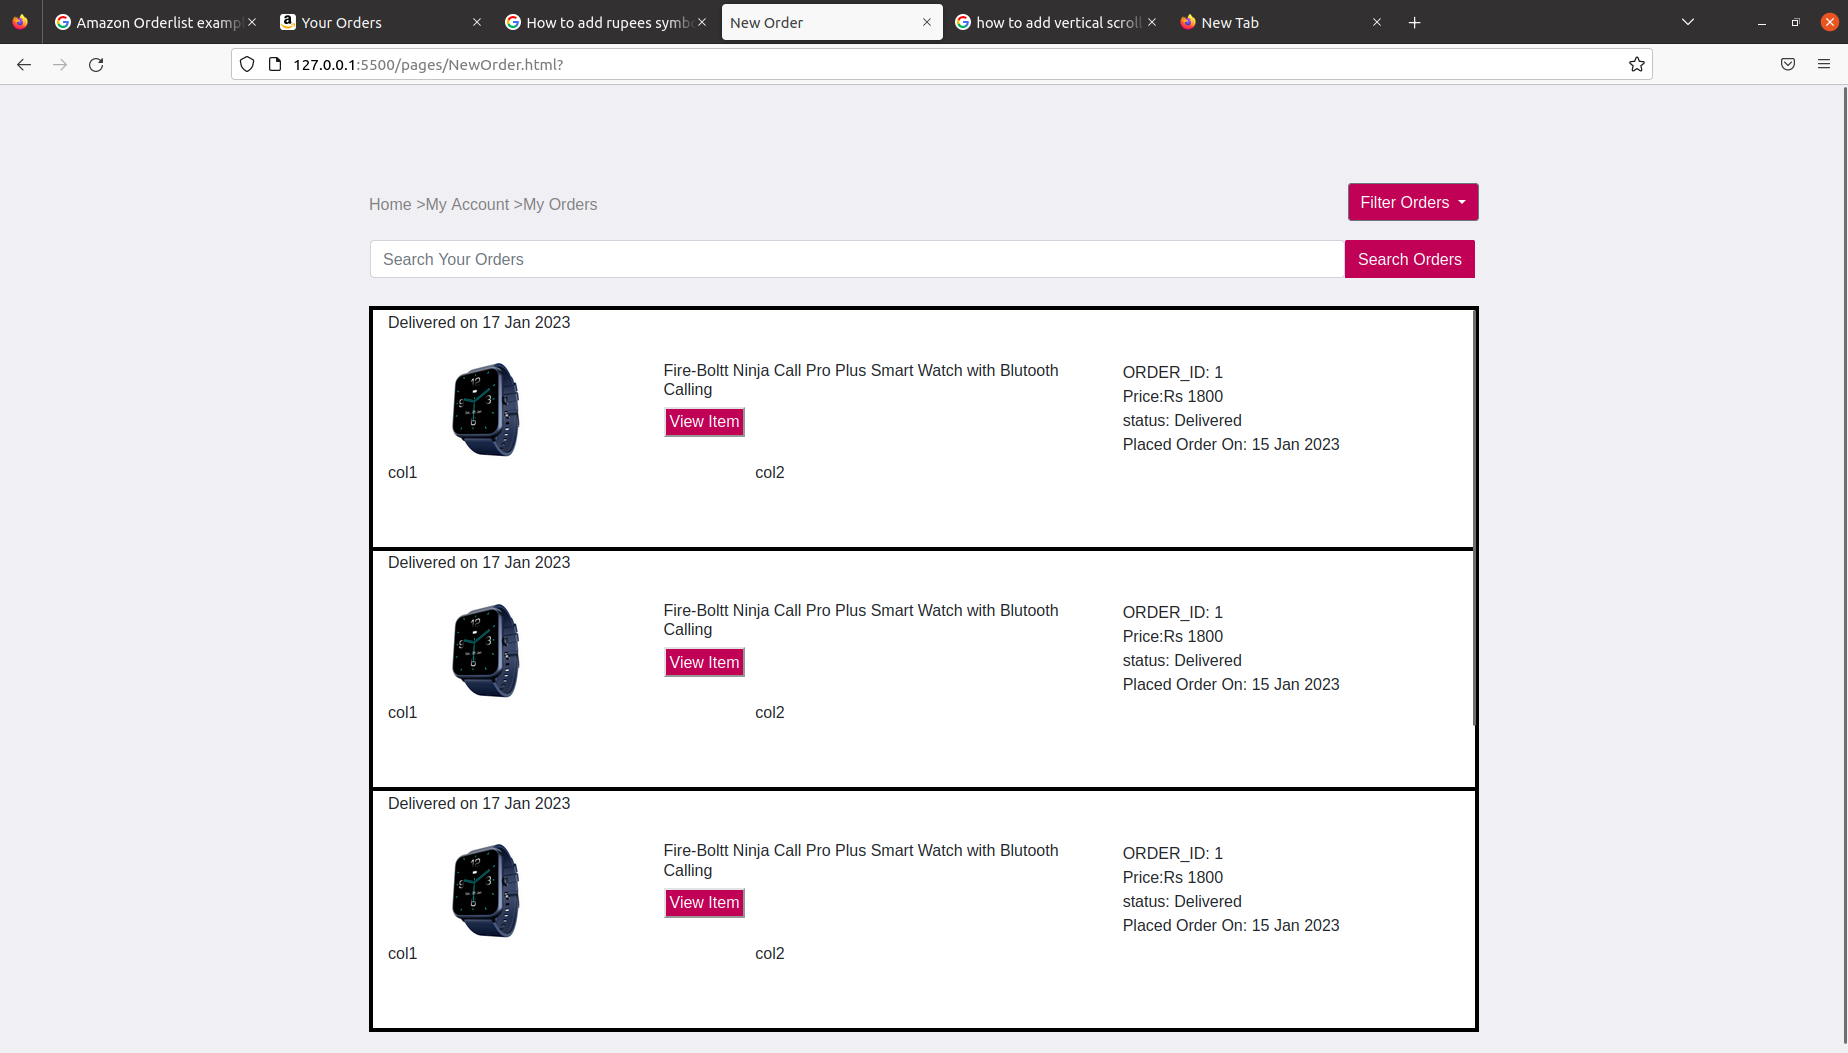 Amazon Orderlist examp
Your Orders
How to add rupees symb
New Order
how to add vertical scroll
New Tab
127.0.0.1:5500/pages/NewOrder.html?
Home >My Account >My Orders
Filter Orders
Search Your Orders
Search Orders
Delivered on 17 Jan 2023
Fire-Boltt Ninja Call Pro Plus Smart Watch with Blutooth
Calling
View Item
ORDER_ID: 1
Price:Rs 1800
status: Delivered
Placed Order On: 15 Jan 2023
col1
col2
Delivered on 17 Jan 2023
Fire-Boltt Ninja Call Pro Plus Smart Watch with Blutooth
Calling
View Item
ORDER_ID: 1
Price:Rs 1800
status: Delivered
Placed Order On: 15 Jan 2023
col1
col2
Delivered on 17 Jan 2023
Fire-Boltt Ninja Call Pro Plus Smart Watch with Blutooth
Calling
View Item
ORDER_ID: 1
Price:Rs 1800
status: Delivered
Placed Order On: 15 Jan 2023
col1
col2